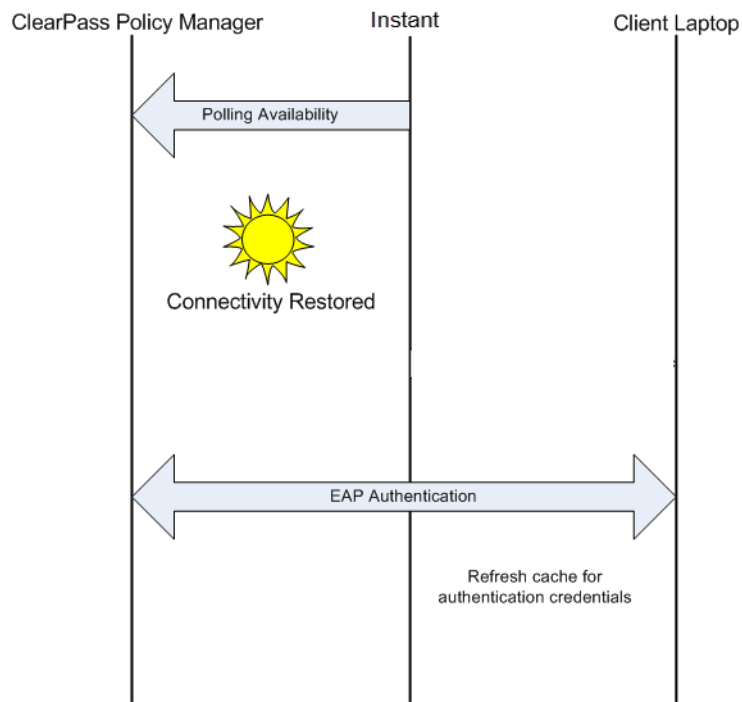 ClearPass Policy Manager
Instant
Client Laptop
Polling Availability
Connectivity Restored
EAP Authentication
Refresh cache for
authentication credentials